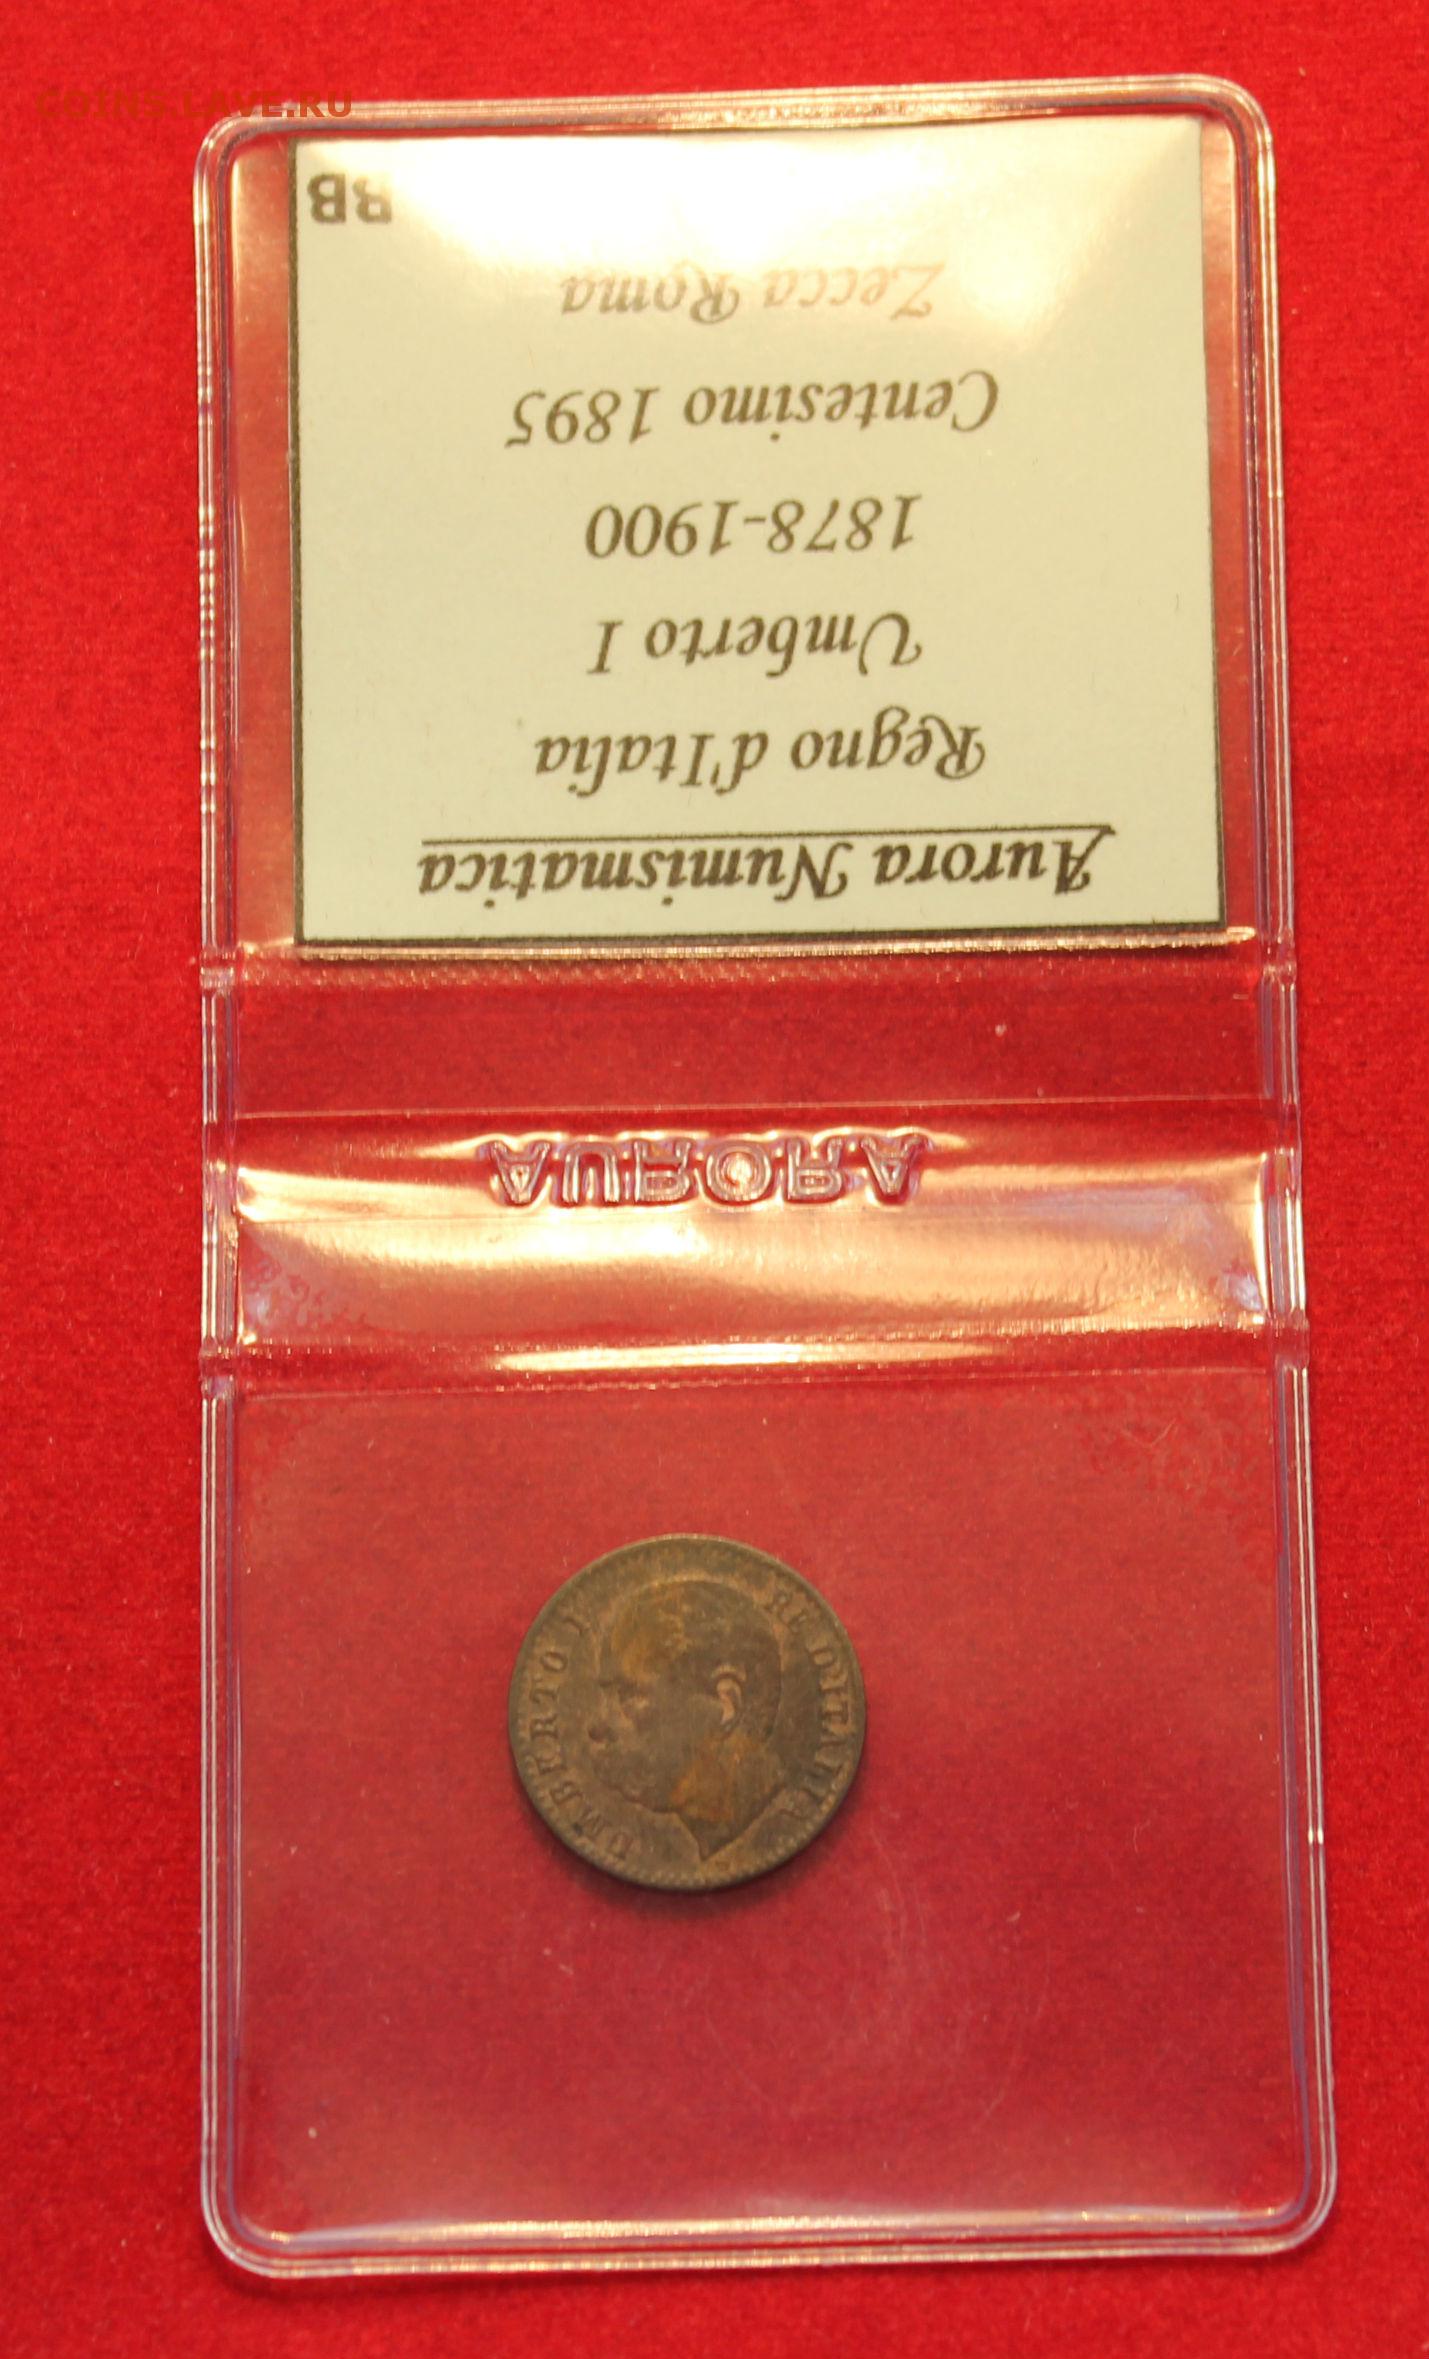 COINS.LAVE.RU
Aurora Numismatica
Regno d'Italia
Umberto I
1878-1900
Centesimo 1895
Zecca Roma
BB
AURORA
UMBERTO I RE D'ITALIA